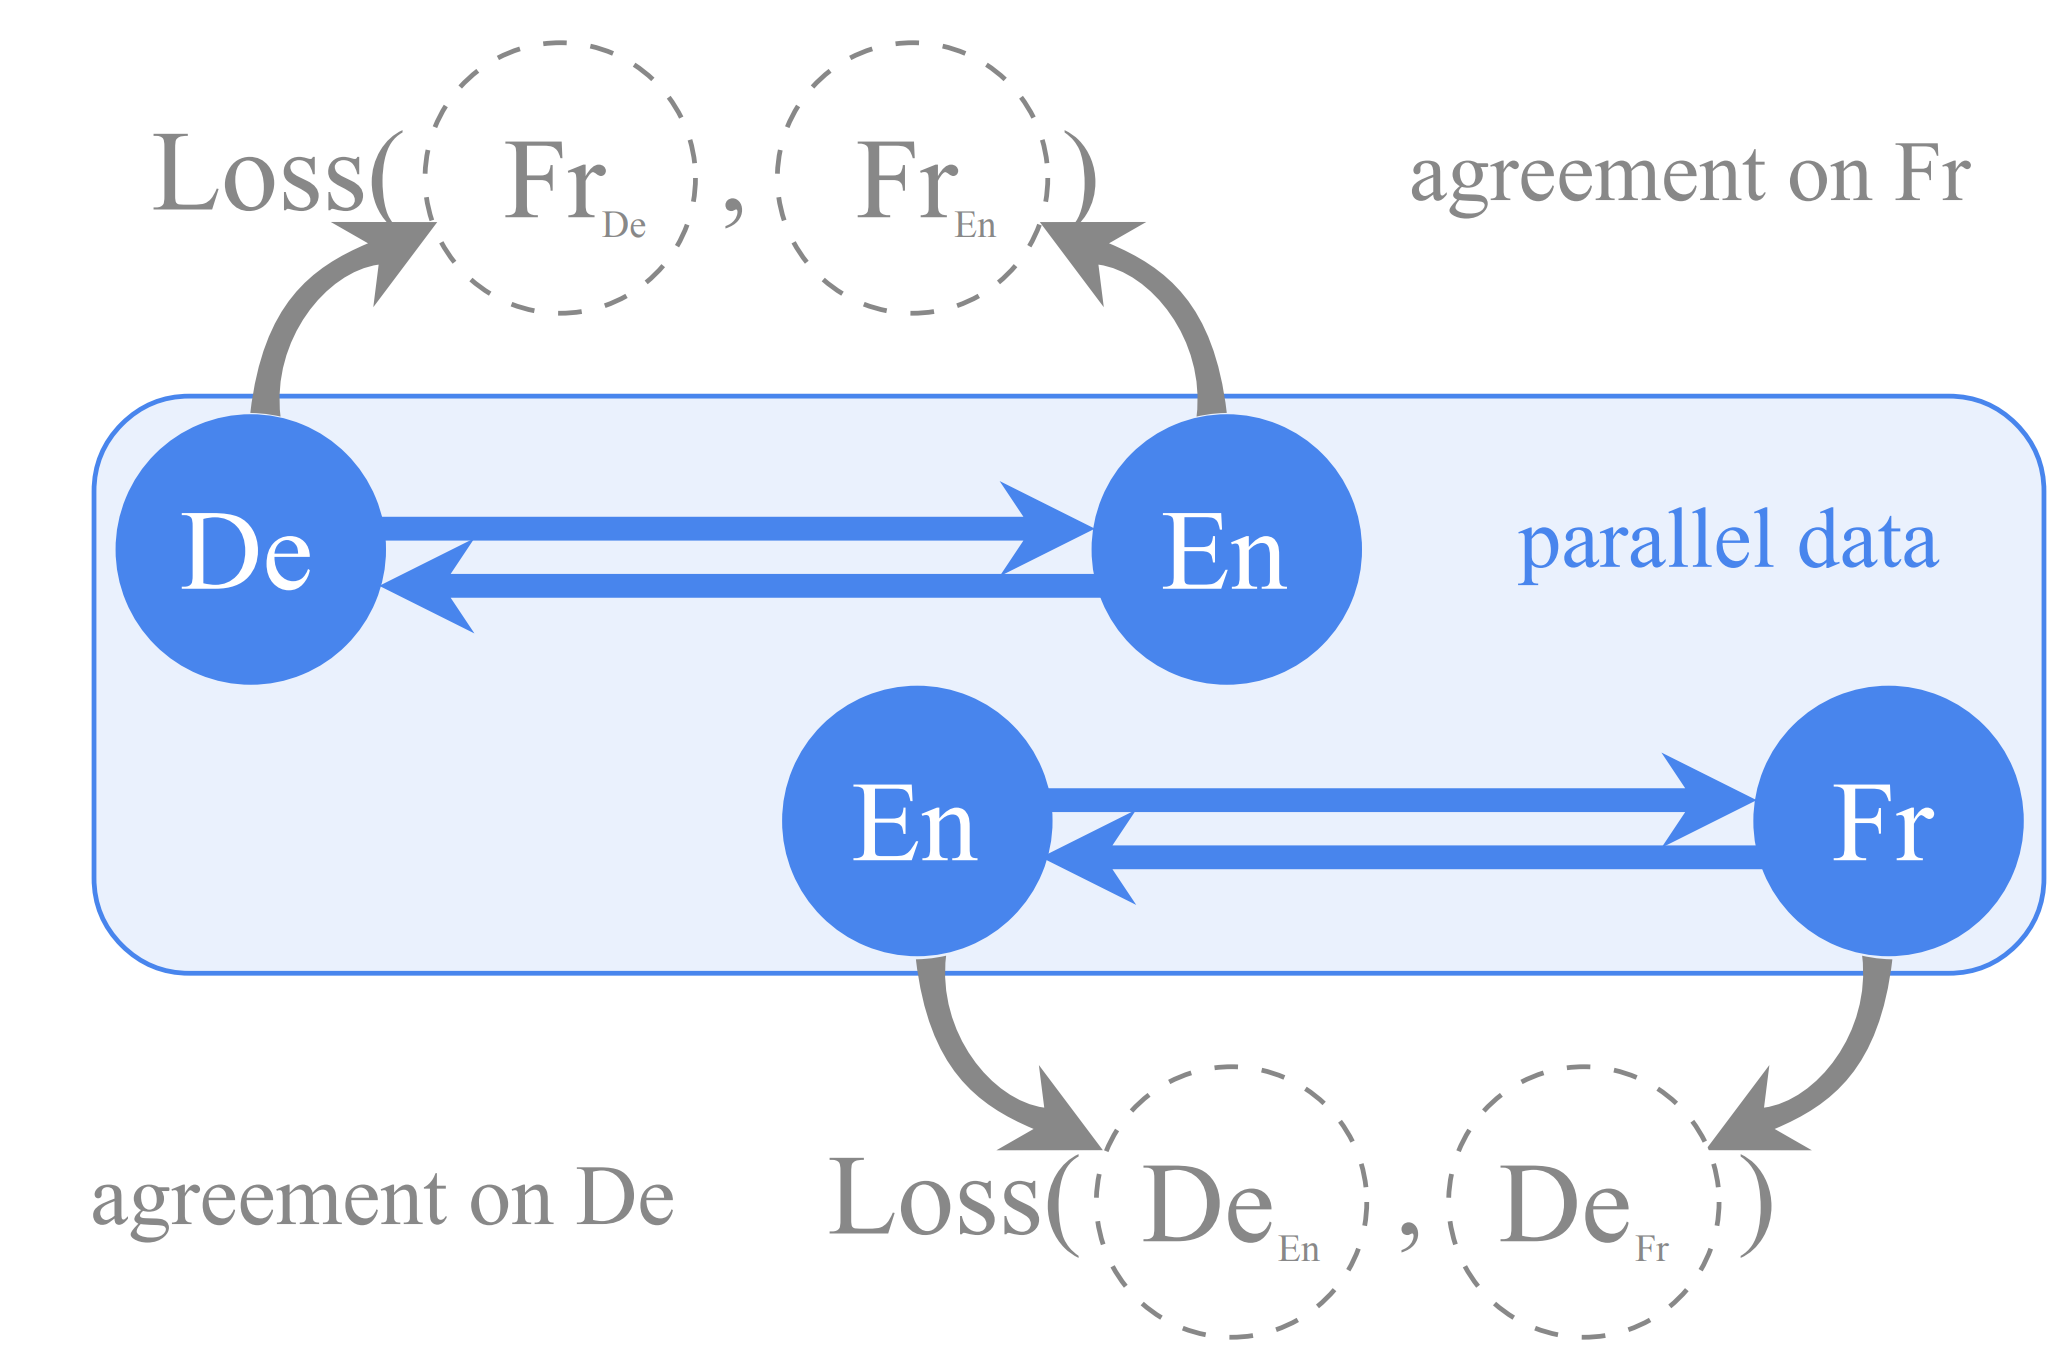 Loss( Fr De , Fr En ) agreement on Fr
De En parallel data
En Fr
agreement on De Loss( De En , De Fr )